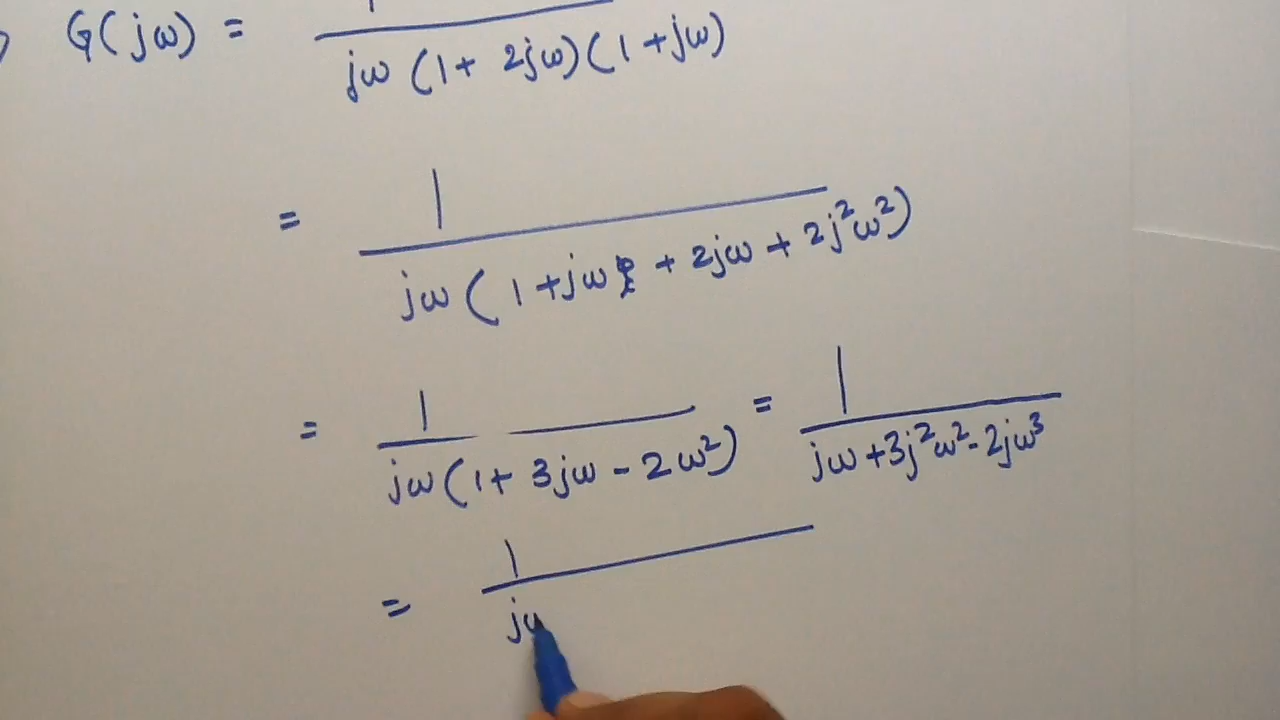 G(jω) = 1/(jω (1 + 2jω)(1 + jω))
= 1/(jω (1 + jω + 2jω + 2j²ω²))
= 1/(jω (1 + 3jω - 2ω²)) = 1/(jω + 3j²ω² - 2jω³)
= 1/(jω